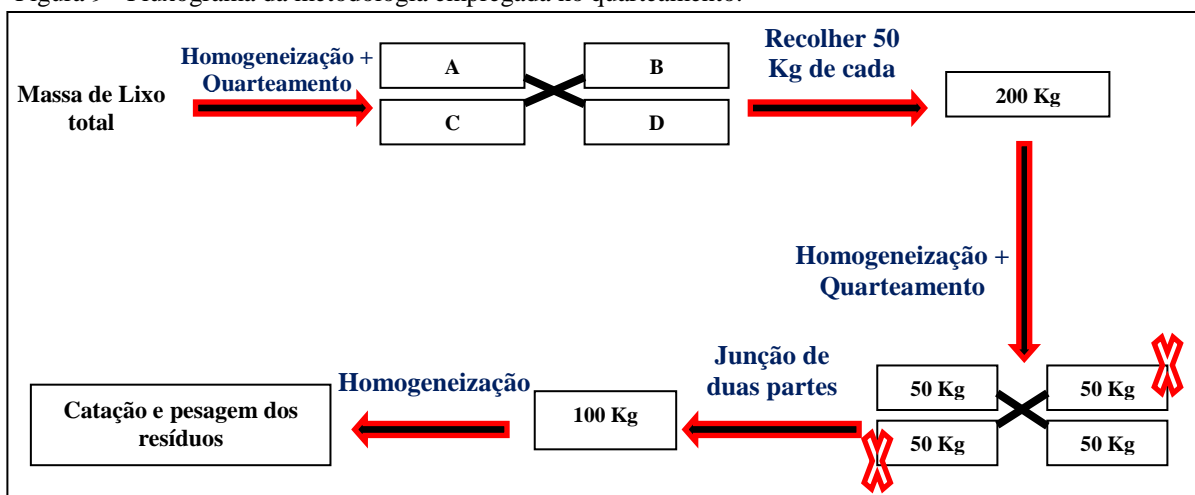 Figura 9 - Fluxograma da metodologia empregada no quarteamento.
Massa de Lixo
total
Homogeneização +
Quarteamento
A
B
C
D
Recolher 50
Kg de cada
200 Kg
Homogeneização +
Quarteamento
50 Kg
50 Kg
50 Kg
50 Kg
Junção de
duas partes
100 Kg
Homogeneização
Catação e pesagem dos
resíduos